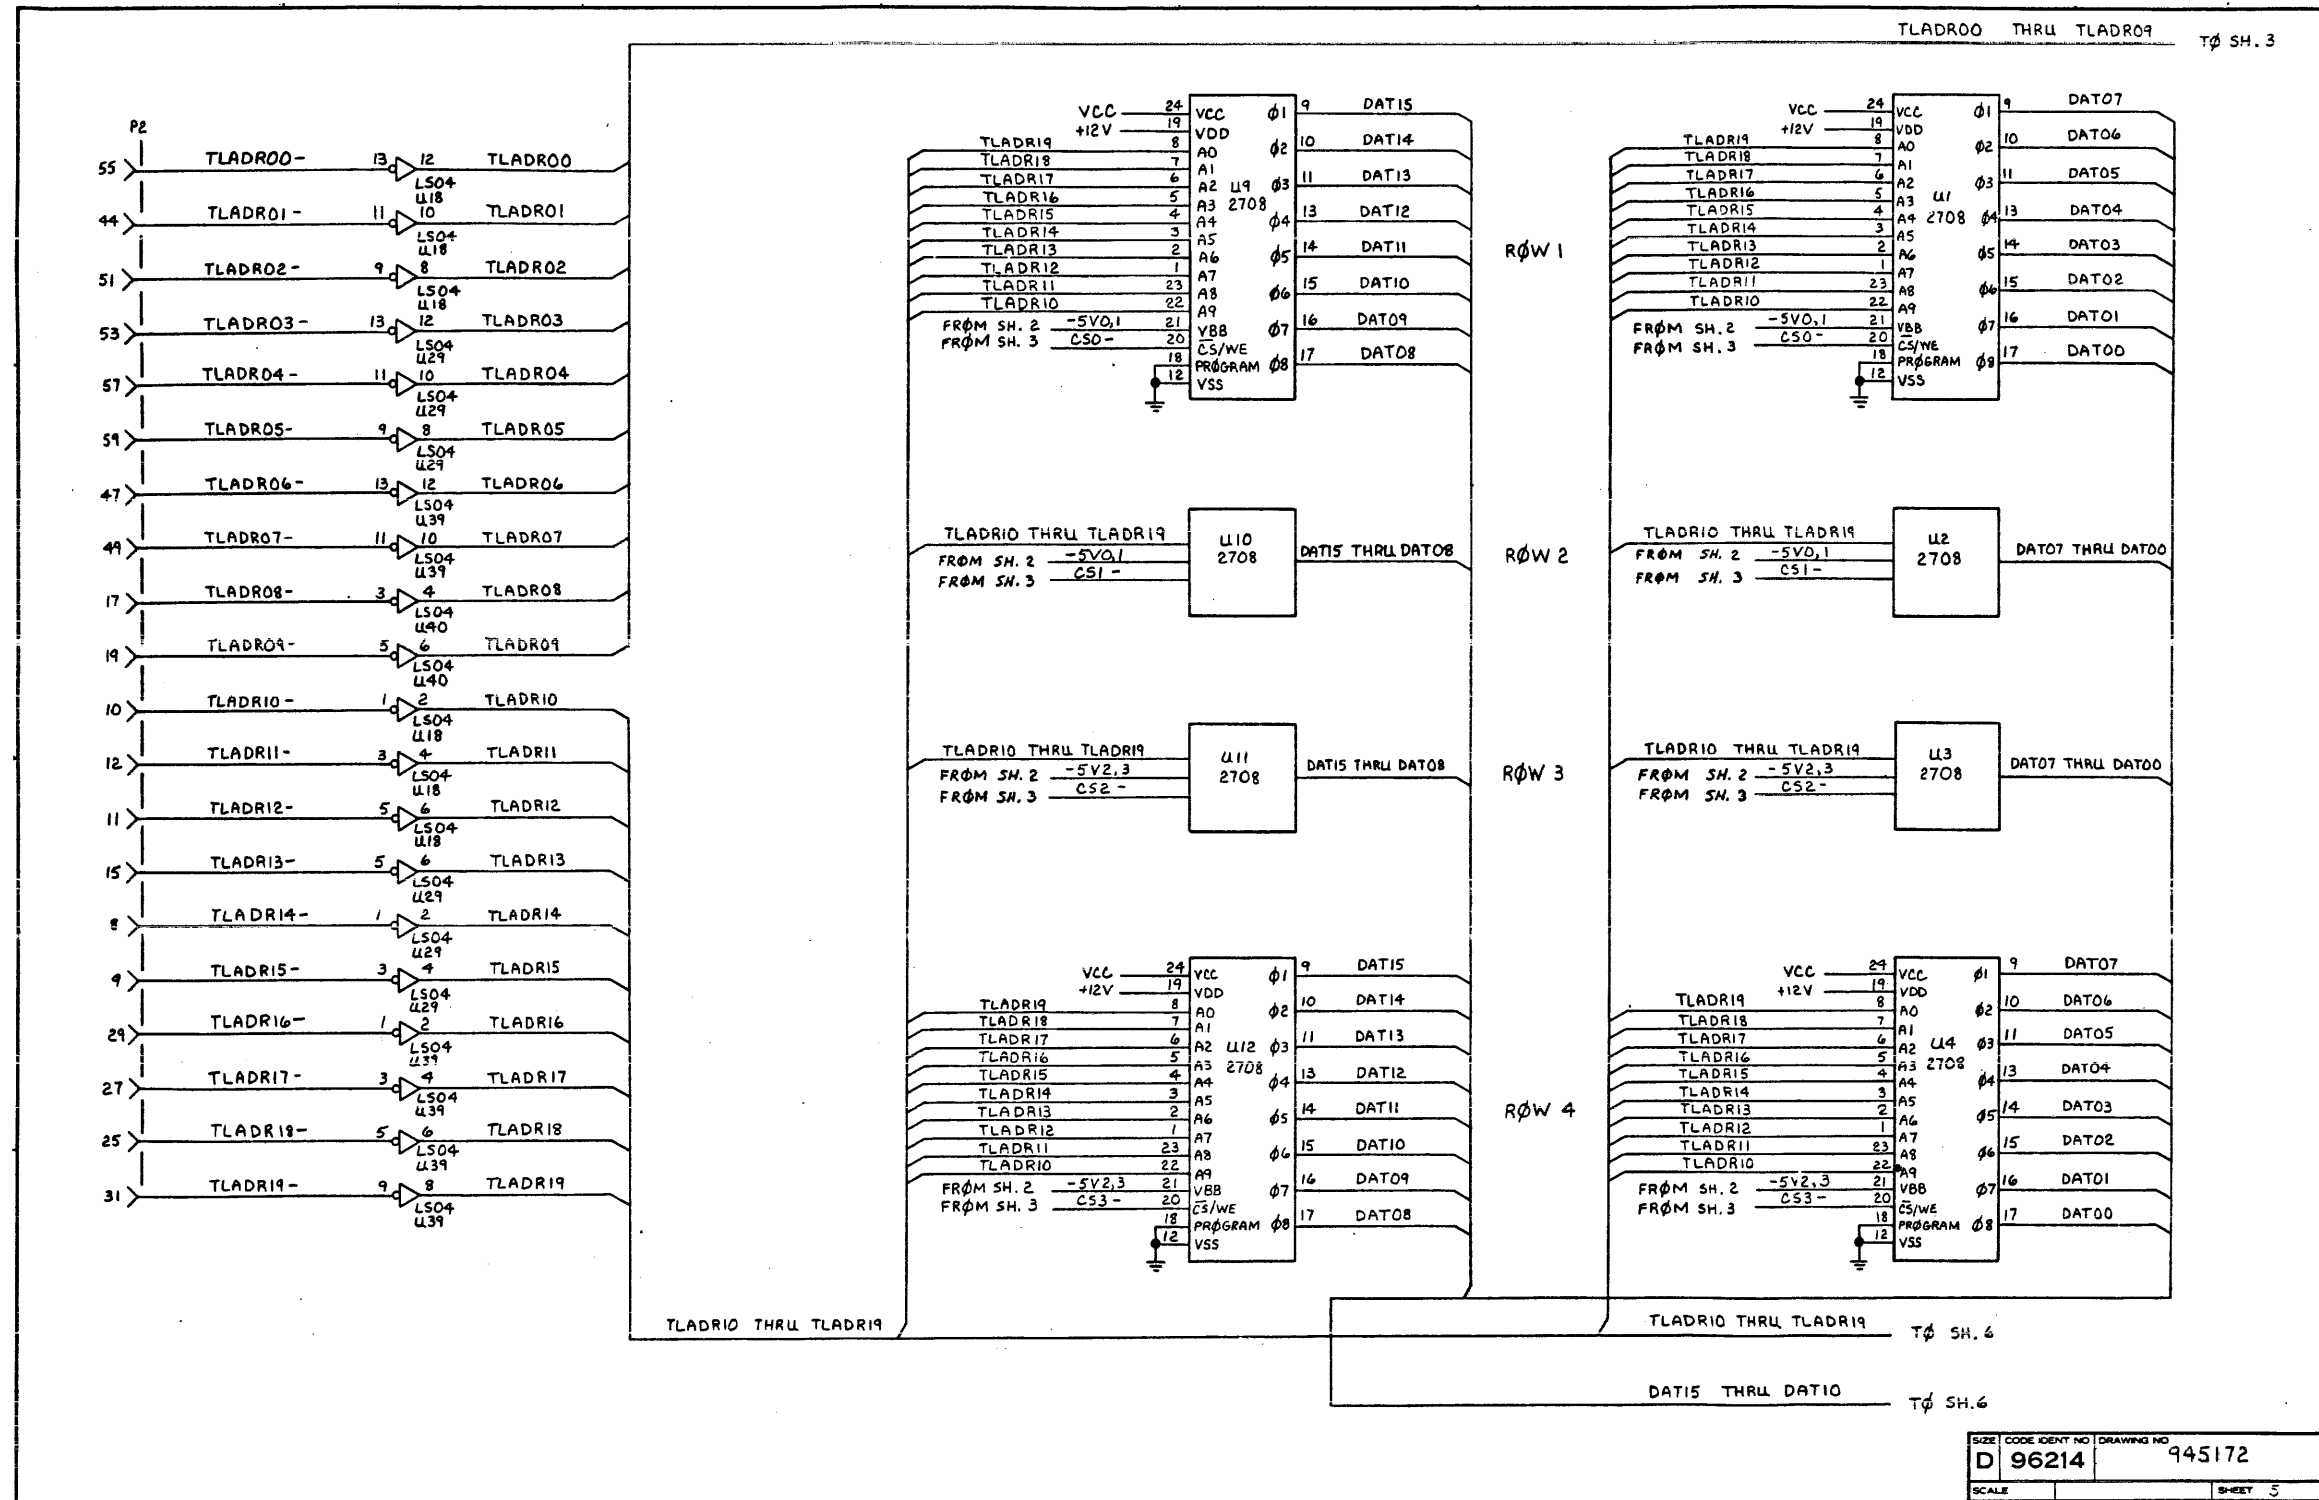 TLADR00 THRU TLADR09 TØ SH. 3
P2
55 TLADR00- 13 12 TLADR00
LS04
U18
44 TLADR01- 11 10 TLADR01
LS04
U18
51 TLADR02- 9 8 TLADR02
LS04
U18
53 TLADR03- 13 12 TLADR03
LS04
U29
57 TLADR04- 11 10 TLADR04
LS04
U29
59 TLADR05- 9 8 TLADR05
LS04
U29
47 TLADR06- 13 12 TLADR06
LS04
U39
49 TLADR07- 11 10 TLADR07
LS04
U39
17 TLADR08- 3 4 TLADR08
LS04
U40
19 TLADR09- 5 6 TLADR09
LS04
U40
10 TLADR10- 1 2 TLADR10
LS04
U18
12 TLADR11- 3 4 TLADR11
LS04
U18
11 TLADR12- 5 6 TLADR12
LS04
U18
15 TLADR13- 5 6 TLADR13
LS04
U29
8 TLADR14- 1 2 TLADR14
LS04
U29
9 TLADR15- 3 4 TLADR15
LS04
U29
29 TLADR16- 1 2 TLADR16
LS04
U39
27 TLADR17- 3 4 TLADR17
LS04
U39
25 TLADR18- 5 6 TLADR18
LS04
U39
31 TLADR19- 9 8 TLADR19
LS04
U39
TLADR10 THRU TLADR19
VCC 24 VCC Ø1 9 DAT15
+12V 19 VDD
TLADR19 8 A0 Ø2 10 DAT14
TLADR18 7 A1
TLADR17 6 A2 U9 Ø3 11 DAT13
TLADR16 5 A3 2708
TLADR15 4 A4 Ø4 13 DAT12
TLADR14 3 A5
TLADR13 2 A6 Ø5 14 DAT11
TLADR12 1 A7
TLADR11 23 A8 Ø6 15 DAT10
TLADR10 22 A9
FRØM SH. 2 -5V0,1 21 VBB Ø7 16 DAT09
FRØM SH. 3 CS0- 20 CS/WE
18 PRØGRAM Ø8 17 DAT08
12 VSS
RØW 1
VCC 24 VCC Ø1 9 DAT07
+12V 19 VDD
TLADR19 8 A0 Ø2 10 DAT06
TLADR18 7 A1
TLADR17 6 A2 Ø3 11 DAT05
TLADR16 5 A3 U1
TLADR15 4 A4 2708 Ø4 13 DAT04
TLADR14 3 A5
TLADR13 2 A6 Ø5 14 DAT03
TLADR12 1 A7
TLADR11 23 A8 Ø6 15 DAT02
TLADR10 22 A9
FRØM SH. 2 -5V0,1 21 VBB Ø7 16 DAT01
FRØM SH. 3 CS0- 20 CS/WE
18 PRØGRAM Ø8 17 DAT00
12 VSS
TLADR10 THRU TLADR19 U10
FRØM SH. 2 -5V0,1 2708 DAT15 THRU DAT08
FRØM SH. 3 CS1-
RØW 2
TLADR10 THRU TLADR19 U2
FRØM SH. 2 -5V0,1 2708 DAT07 THRU DAT00
FRØM SH. 3 CS1-
TLADR10 THRU TLADR19 U11
FRØM SH. 2 -5V2,3 2708 DAT15 THRU DAT08
FRØM SH. 3 CS2-
RØW 3
TLADR10 THRU TLADR19 U3
FRØM SH. 2 -5V2,3 2708 DAT07 THRU DAT00
FRØM SH. 3 CS2-
VCC 24 VCC Ø1 9 DAT15
+12V 19 VDD
TLADR19 8 A0 Ø2 10 DAT14
TLADR18 7 A1
TLADR17 6 A2 U12 Ø3 11 DAT13
TLADR16 5 A3 2708
TLADR15 4 A4 Ø4 13 DAT12
TLADR14 3 A5
TLADR13 2 A6 Ø5 14 DAT11
TLADR12 1 A7
TLADR11 23 A8 Ø6 15 DAT10
TLADR10 22 A9
FRØM SH. 2 -5V2,3 21 VBB Ø7 16 DAT09
FRØM SH. 3 CS3- 20 CS/WE
18 PRØGRAM Ø8 17 DAT08
12 VSS
RØW 4
VCC 24 VCC Ø1 9 DAT07
+12V 19 VDD
TLADR19 8 A0 Ø2 10 DAT06
TLADR18 7 A1
TLADR17 6 A2 U4 Ø3 11 DAT05
TLADR16 5 A3 2708
TLADR15 4 A4 Ø4 13 DAT04
TLADR14 3 A5
TLADR13 2 A6 Ø5 14 DAT03
TLADR12 1 A7
TLADR11 23 A8 Ø6 15 DAT02
TLADR10 22 A9
FRØM SH. 2 -5V2,3 21 VBB Ø7 16 DAT01
FRØM SH. 3 CS3- 20 CS/WE
18 PRØGRAM Ø8 17 DAT00
12 VSS
TLADR10 THRU TLADR19 TØ SH. 6
DAT15 THRU DAT10 TØ SH.6
SIZE CODE IDENT NO DRAWING NO
D 96214 945172
SCALE SHEET 5